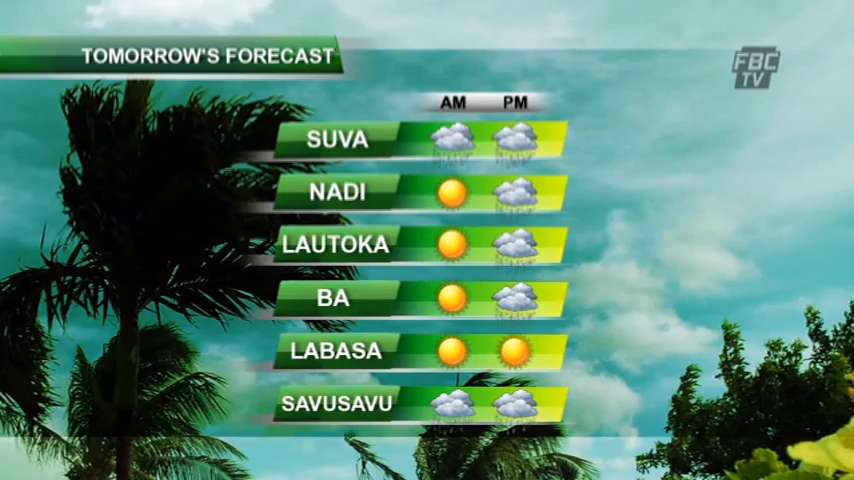 TOMORROW'S FORECAST
FBC
TV
AM PM
SUVA
NADI
LAUTOKA
BA
LABASA
SAVUSAVU